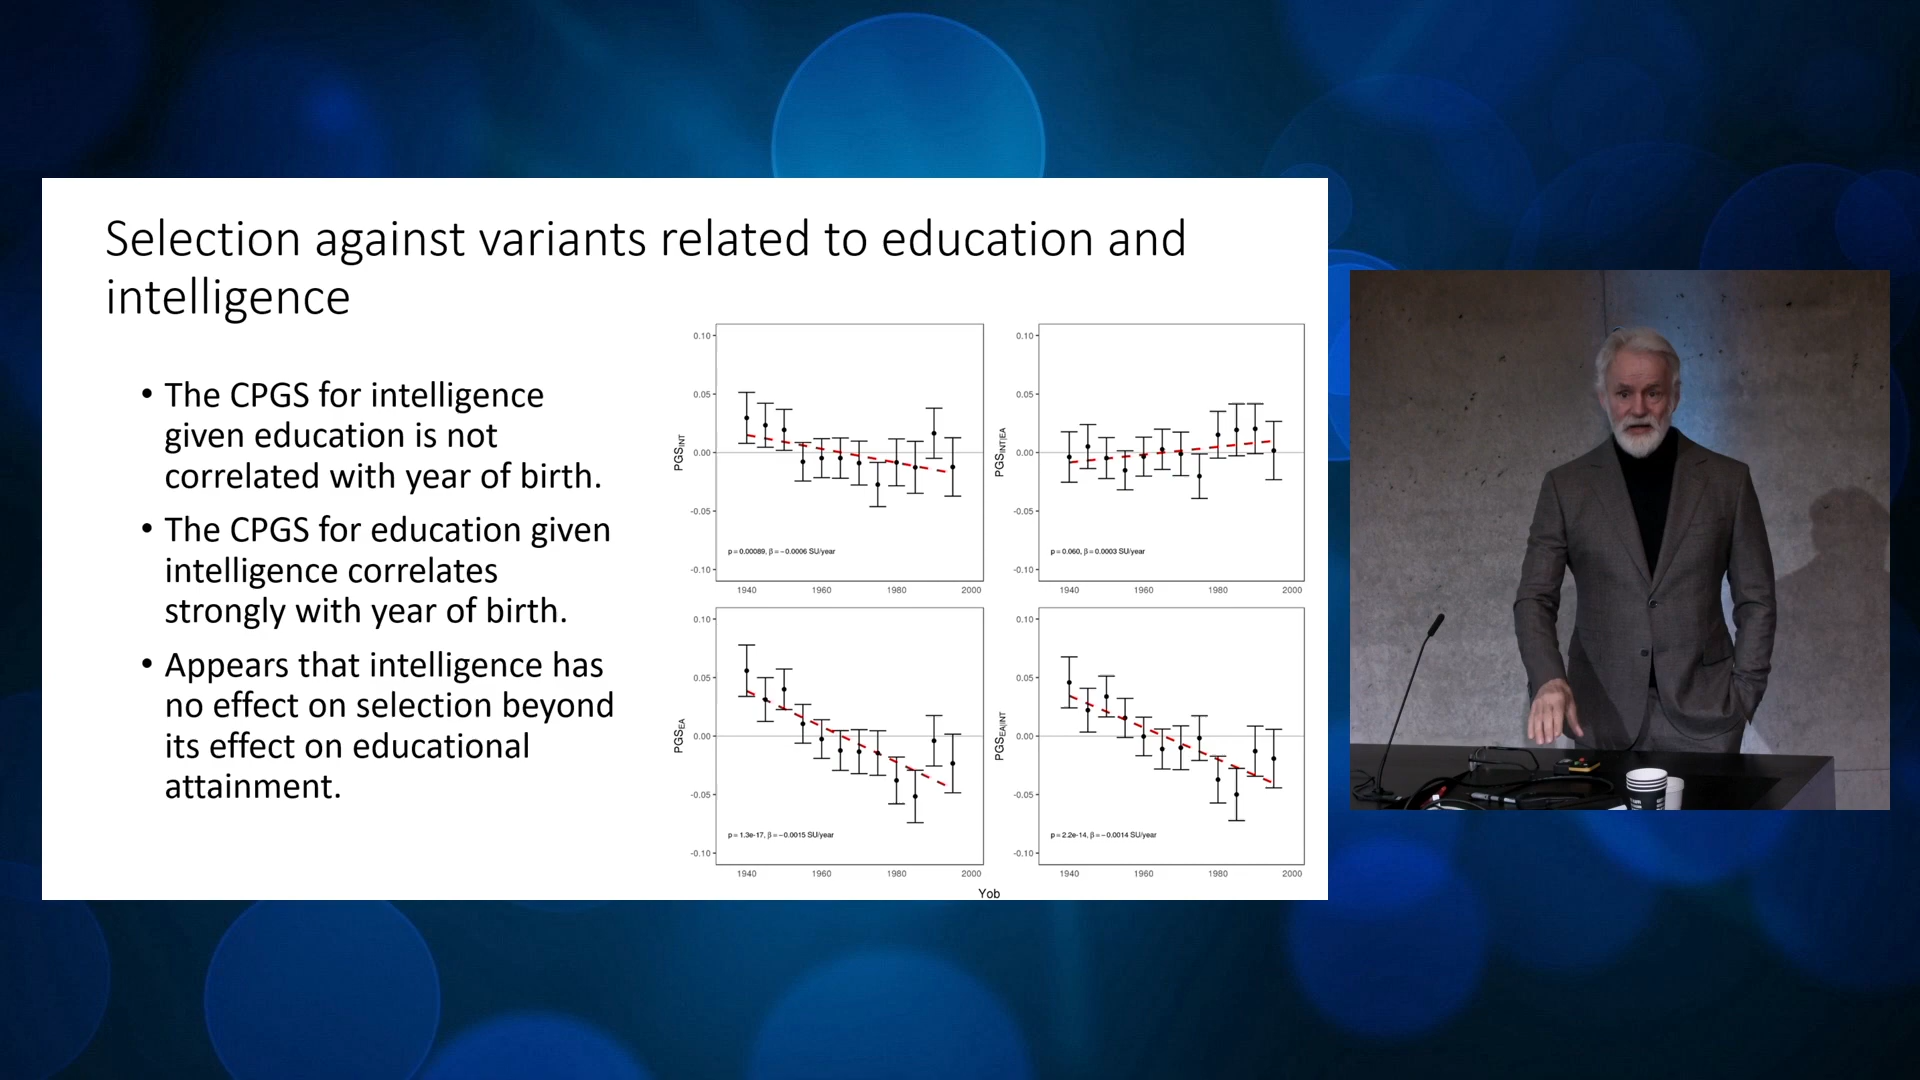 Selection against variants related to education and
intelligence
• The CPGS for intelligence
given education is not
correlated with year of birth.
• The CPGS for education given
intelligence correlates
strongly with year of birth.
• Appears that intelligence has
no effect on selection beyond
its effect on educational
attainment.
PGS_INT
0.10
0.05
0.00
-0.05
-0.10
p = 0.00089, β = −0.0006 SU/year
1940 1960 1980 2000
PGS_INT|EA
0.10
0.05
0.00
-0.05
-0.10
p = 0.060, β = 0.0003 SU/year
1940 1960 1980 2000
PGS_EA
0.10
0.05
0.00
-0.05
-0.10
p = 1.3e-17, β = −0.0015 SU/year
1940 1960 1980 2000
PGS_EA|INT
0.10
0.05
0.00
-0.05
-0.10
p = 2.2e-14, β = −0.0014 SU/year
1940 1960 1980 2000
Yob